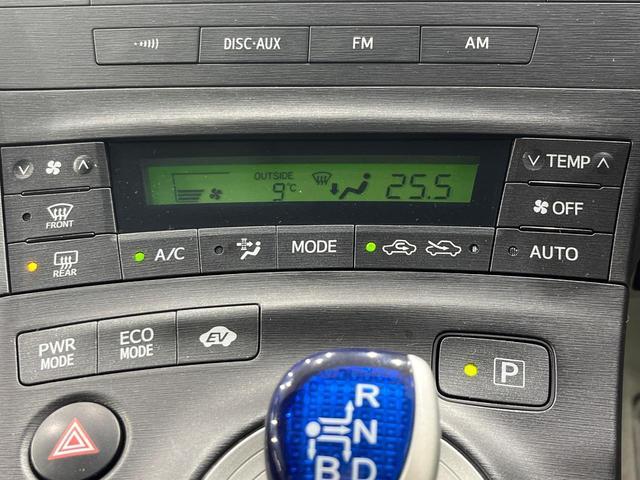 DISC·AUX FM AM
OUTSIDE
9°C
25.5
TEMP
FRONT
OFF
REAR
A/C
MODE
AUTO
PWR
MODE
ECO
MODE
EV
P
R
N
B D